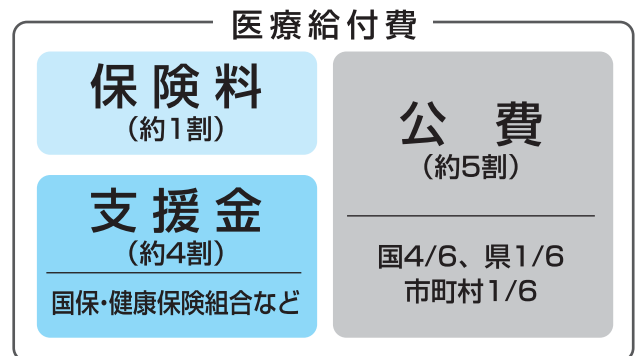 医療給付費
保険料
（約1割）
支援金
（約4割）
国保・健康保険組合など
公　費
（約5割）
国4/6、県1/6
市町村1/6